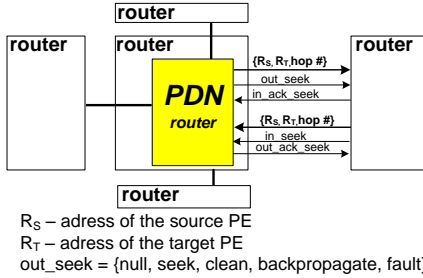 router
router
router
router
PDN
router
{RS, RT,hop #}
out_seek
in_ack_seek
{RS, RT,hop #}
in_seek
out_ack_seek
router
RS – adress of the source PE
RT – adress of the target PE
out_seek = {null, seek, clean, backpropagate, fault}